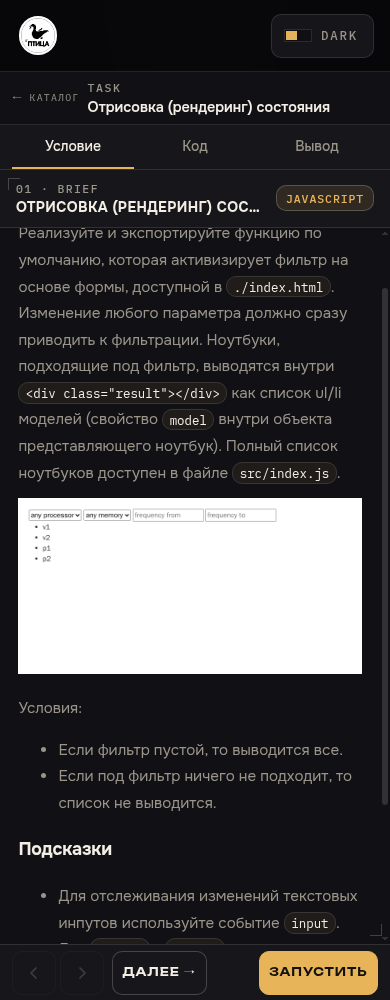 ПТИЦА
DARK
← КАТАЛОГ
TASK
Отрисовка (рендеринг) состояния
Условие
Код
Вывод
01 · BRIEF
ОТРИСОВКА (РЕНДЕРИНГ) СОС...
JAVASCRIPT
Реализуйте и экспортируйте функцию по
умолчанию, которая активизирует фильтр на
основе формы, доступной в ./index.html.
Изменение любого параметра должно сразу
приводить к фильтрации. Ноутбуки,
подходящие под фильтр, выводятся внутри
<div class="result"></div> как список ul/li
моделей (свойство model внутри объекта
представляющего ноутбук). Полный список
ноутбуков доступен в файле src/index.js.
any processor any memory frequency from frequency to
v1
v2
p1
p2
Условия:
Если фильтр пустой, то выводится все.
Если под фильтр ничего не подходит, то
список не выводится.
Подсказки
Для отслеживания изменений текстовых
инпутов используйте событие input.
ДАЛЕЕ →
ЗАПУСТИТЬ